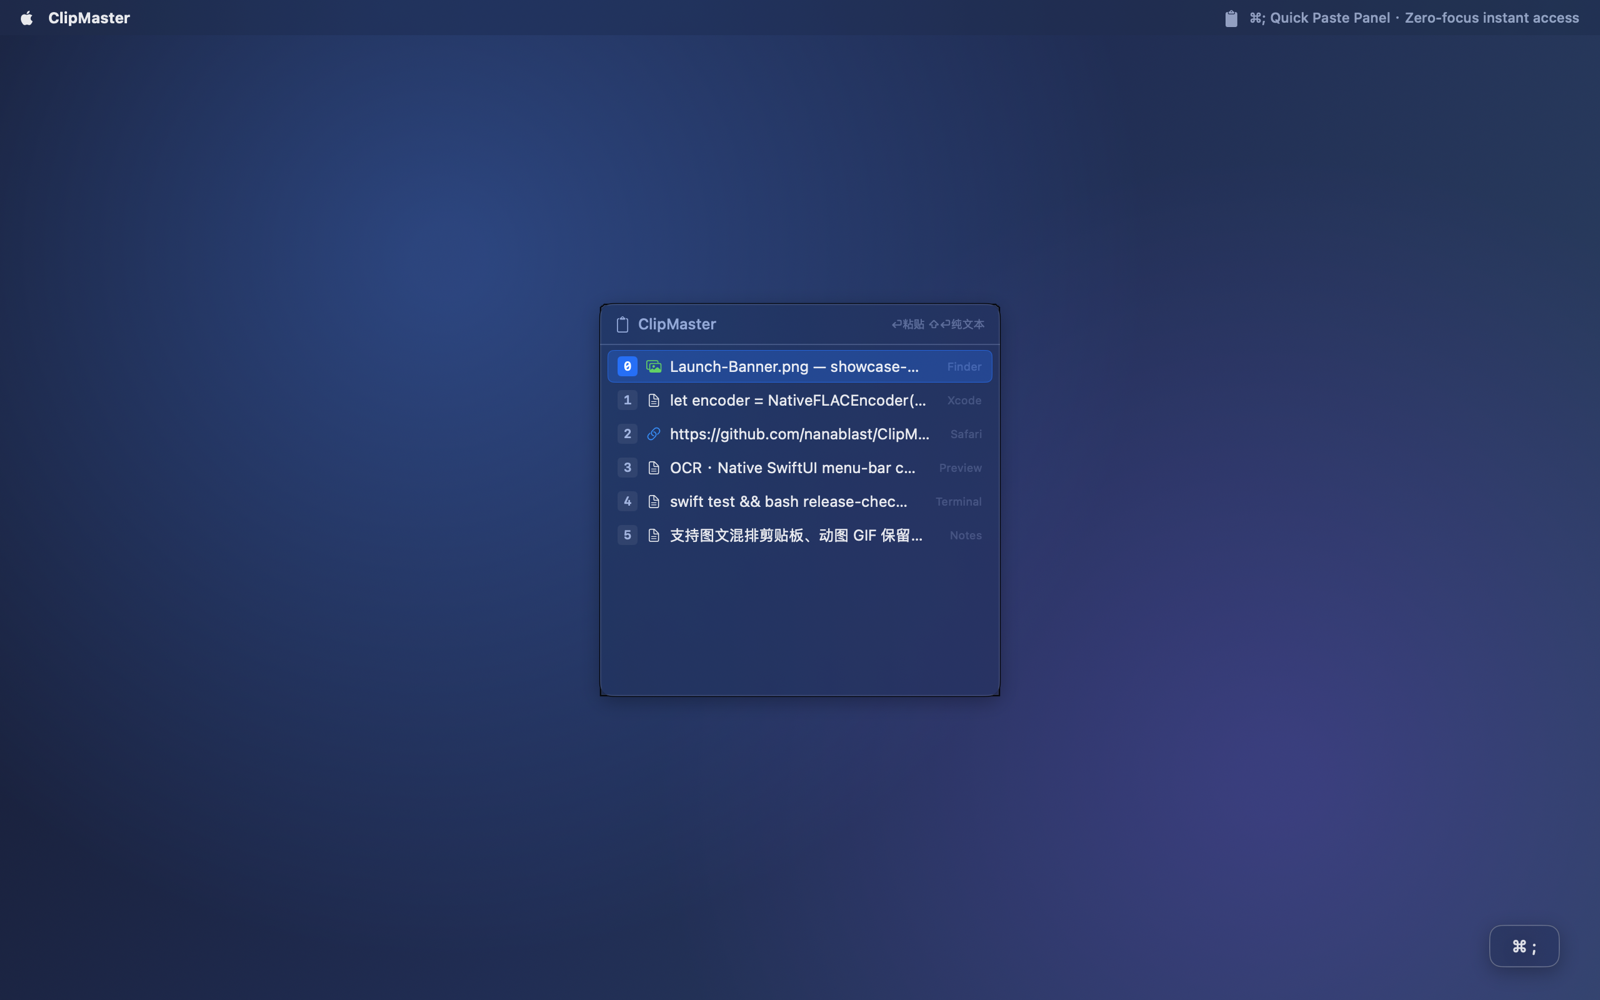 ClipMaster
⌘; Quick Paste Panel · Zero-focus instant access
ClipMaster
⏎粘贴 ⇧⏎纯文本
0 Launch-Banner.png — showcase-... Finder
1 let encoder = NativeFLACEncoder(... Xcode
2 https://github.com/nanablast/ClipM... Safari
3 OCR · Native SwiftUI menu-bar c... Preview
4 swift test && bash release-chec... Terminal
5 支持图文混排剪贴板、动图 GIF 保留... Notes
⌘ ;